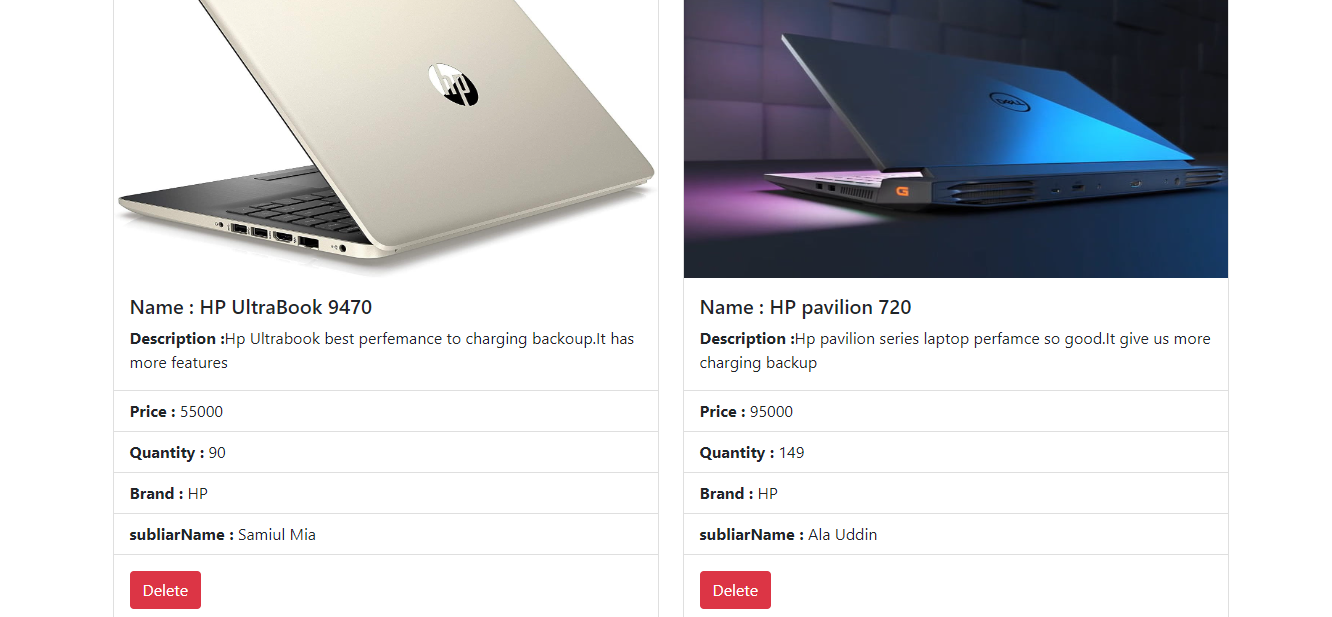 hp
Name : HP UltraBook 9470
Description :Hp Ultrabook best perfemance to charging backoup.It has
more features
Price : 55000
Quantity : 90
Brand : HP
subliarName : Samiul Mia
Delete
DELL
G
Name : HP pavilion 720
Description :Hp pavilion series laptop perfamce so good.It give us more
charging backup
Price : 95000
Quantity : 149
Brand : HP
subliarName : Ala Uddin
Delete